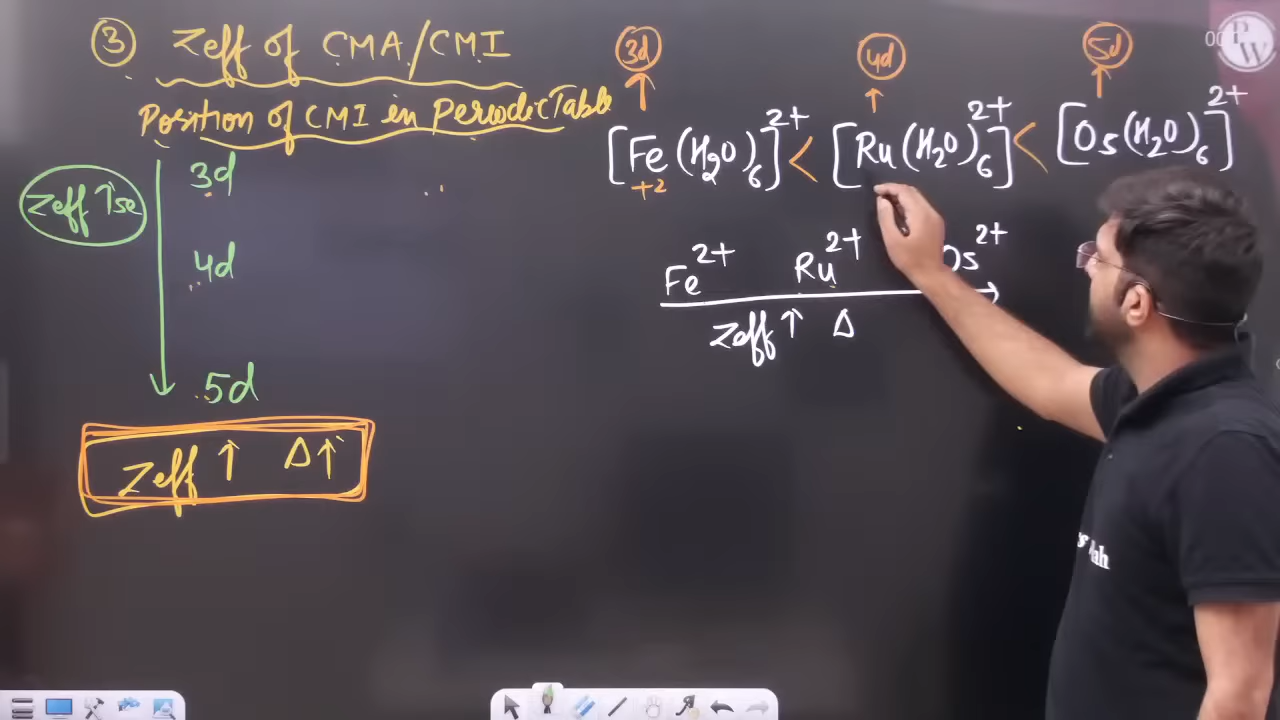 ③ Zeff of CMA/CMI
Position of CMI in Periodic Table
Zeff ↑se
3d
4d
5d
Zeff ↑ Δ↑
3d 4d 5d
[Fe(H₂O)₆]²⁺ < [Ru(H₂O)₆]²⁺ < [Os(H₂O)₆]²⁺
+2
Fe²⁺ Ru²⁺ Os²⁺
Zeff ↑ Δ
PW